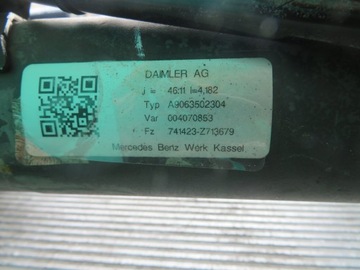 DAIMLER AG
j = 46:11 i=4,182
Typ A9063502304
Var 004070853
Fz 741423-Z713679
Mercedes Benz Werk Kassel